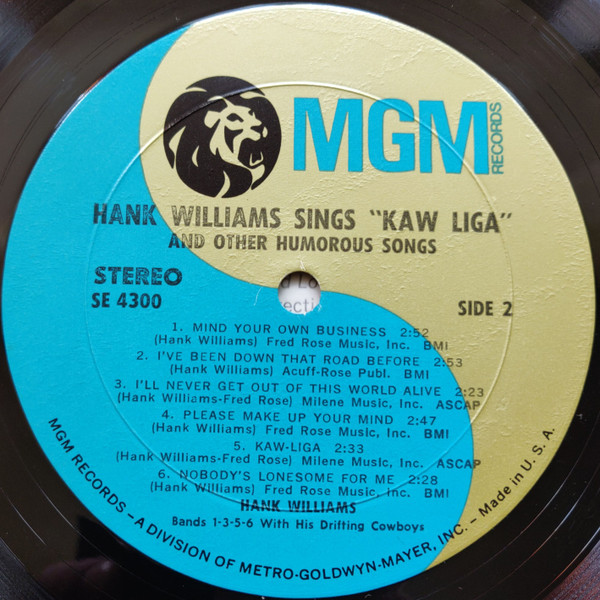 MGM RECORDS
HANK WILLIAMS SINGS "KAW LIGA"
AND OTHER HUMOROUS SONGS
STEREO
SE 4300
SIDE 2
1. MIND YOUR OWN BUSINESS 2:52
(Hank Williams) Fred Rose Music, Inc. BMI
2. I'VE BEEN DOWN THAT ROAD BEFORE 2:53
(Hank Williams) Acuff-Rose Publ. BMI
3. I'LL NEVER GET OUT OF THIS WORLD ALIVE 2:23
(Hank Williams-Fred Rose) Milene Music, Inc. ASCAP
4. PLEASE MAKE UP YOUR MIND 2:47
(Hank Williams) Fred Rose Music, Inc. BMI
5. KAW-LIGA 2:33
(Hank Williams-Fred Rose) Milene Music, Inc. ASCAP
6. NOBODY'S LONESOME FOR ME 2:28
(Hank Williams) Fred Rose Music, Inc. BMI
HANK WILLIAMS
Bands 1-3-5-6 With His Drifting Cowboys
MGM RECORDS – A DIVISION OF METRO-GOLDWYN-MAYER, INC. – Made in U. S. A.